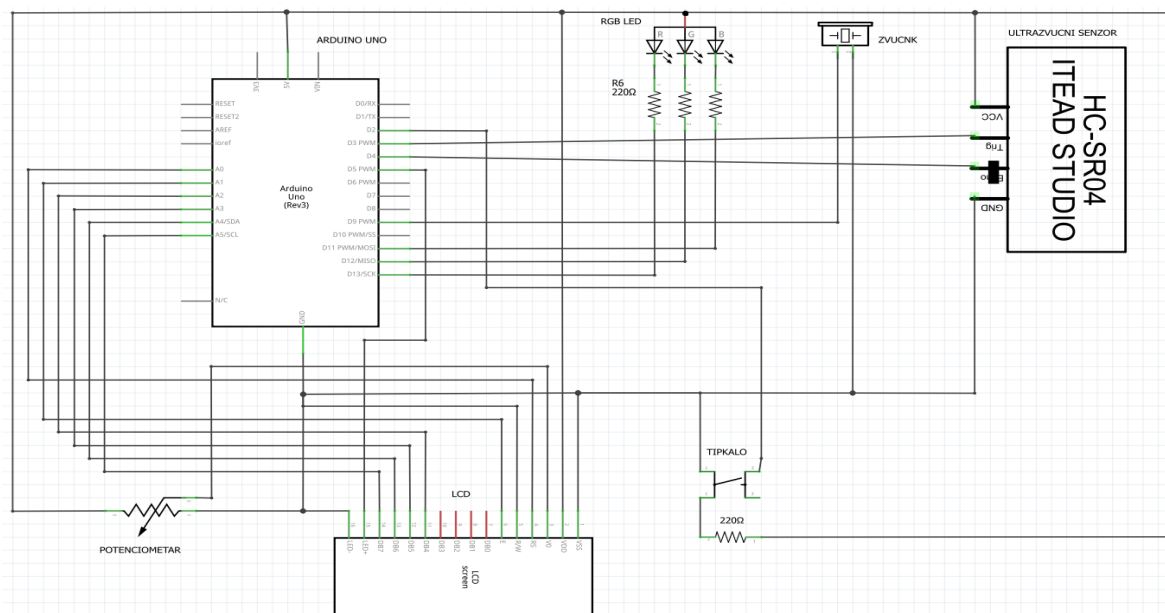 RGB LED
ARDUINO UNO
ZVUCNK
ULTRAZVUCNI SENZOR
R
G
B
R6
220Ω
3V3
5V
VIN
RESET
RESET2
AREF
ioref
A0
A1
A2
A3
A4/SDA
A5/SCL
N/C
Arduino
Uno
(Rev3)
D0/RX
D1/TX
D2
D3 PWM
D4
D5 PWM
D6 PWM
D7
D8
D9 PWM
D10 PWM/SS
D11 PWM/MOSI
D12/MISO
D13/SCK
GND
VCC
Trig
GND
HC-SR04
ITEAD STUDIO
TIPKALO
220Ω
POTENCIOMETAR
LCD
LED-
LED+
DB7
DB6
DB5
DB4
DB3
DB2
DB1
DB0
E
R/W
RS
V0
VDD
VSS
LCD
screen